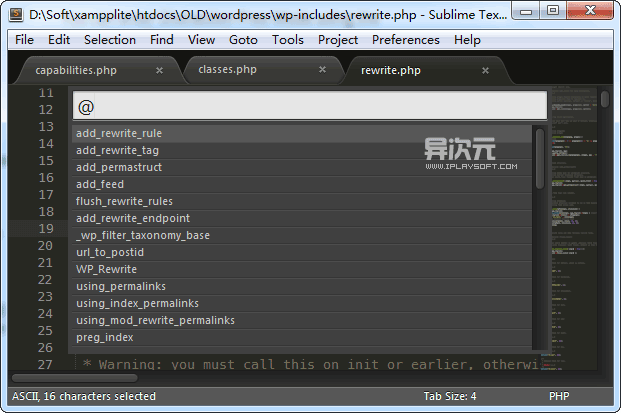 D:\Soft\xampplite\htdocs\OLD\wordpress\wp-includes\rewrite.php - Sublime Tex...
File Edit Selection Find View Goto Tools Project Preferences Help
capabilities.php × classes.php × rewrite.php ×
11
@
12
13
add_rewrite_rule
14
add_rewrite_tag
异次元
15
add_permastruct
WWW.IPLAYSOFT.COM
16
add_feed
17
flush_rewrite_rules
18
add_rewrite_endpoint
19
_wp_filter_taxonomy_base
20
url_to_postid
21
WP_Rewrite
22
using_permalinks
23
using_index_permalinks
24
using_mod_rewrite_permalinks
25
preg_index
26
27 * Warning: you must call this on init or earlier, otherwi
ASCII, 16 characters selected Tab Size: 4 PHP